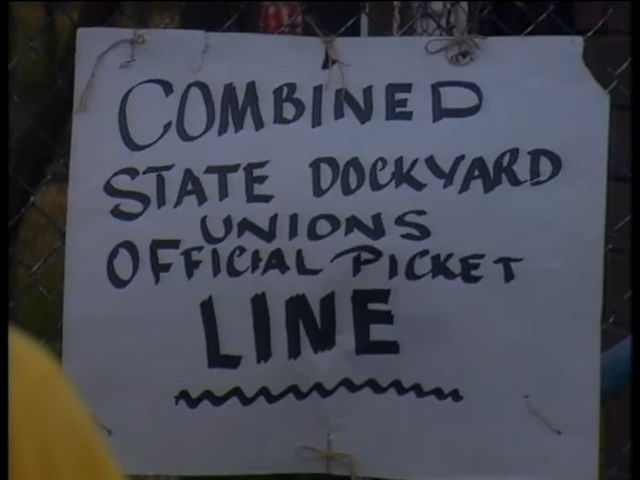 COMBINED
STATE DOCKYARD
UNIONS
OFFICIAL PICKET
LINE